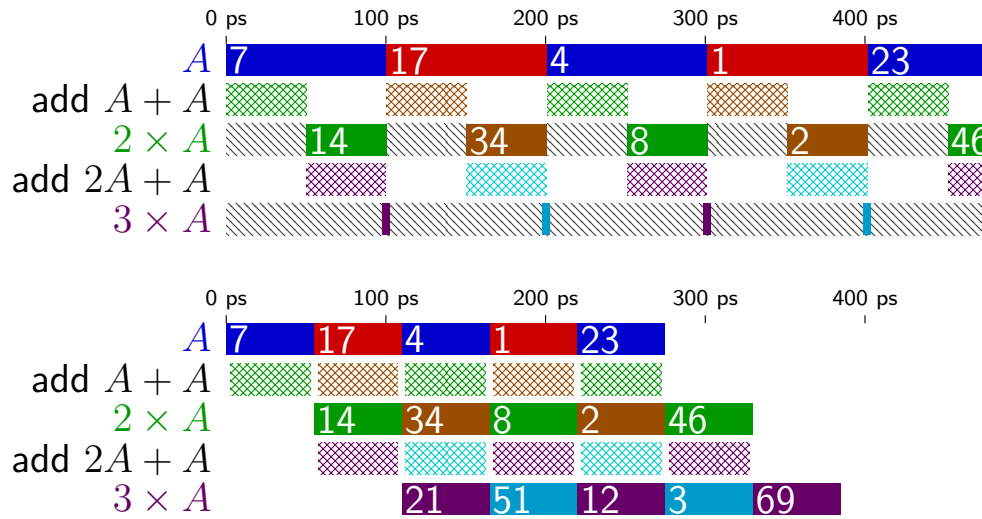 0 ps 100 ps 200 ps 300 ps 400 ps
A 7 17 4 1 23
add A + A
2 × A 14 34 8 2 46
add 2A + A
3 × A
0 ps 100 ps 200 ps 300 ps 400 ps
A 7 17 4 1 23
add A + A
2 × A 14 34 8 2 46
add 2A + A
3 × A 21 51 12 3 69